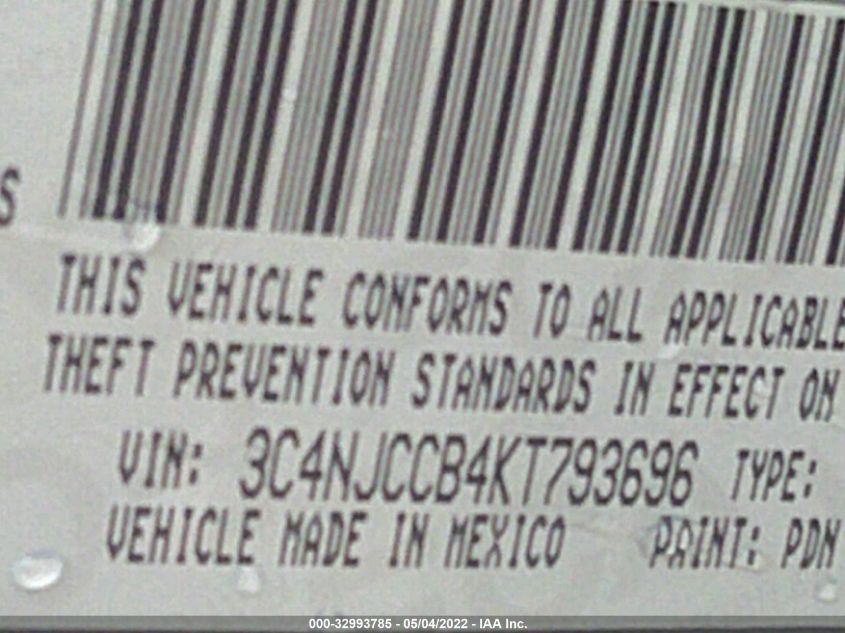 S
THIS VEHICLE CONFORMS TO ALL APPLICABLE
THEFT PREVENTION STANDARDS IN EFFECT ON
VIN: 3C4NJCCB4KT793696 TYPE:
VEHICLE MADE IN MEXICO PAINT: PDN
000-32993785 - 05/04/2022 - IAA Inc.